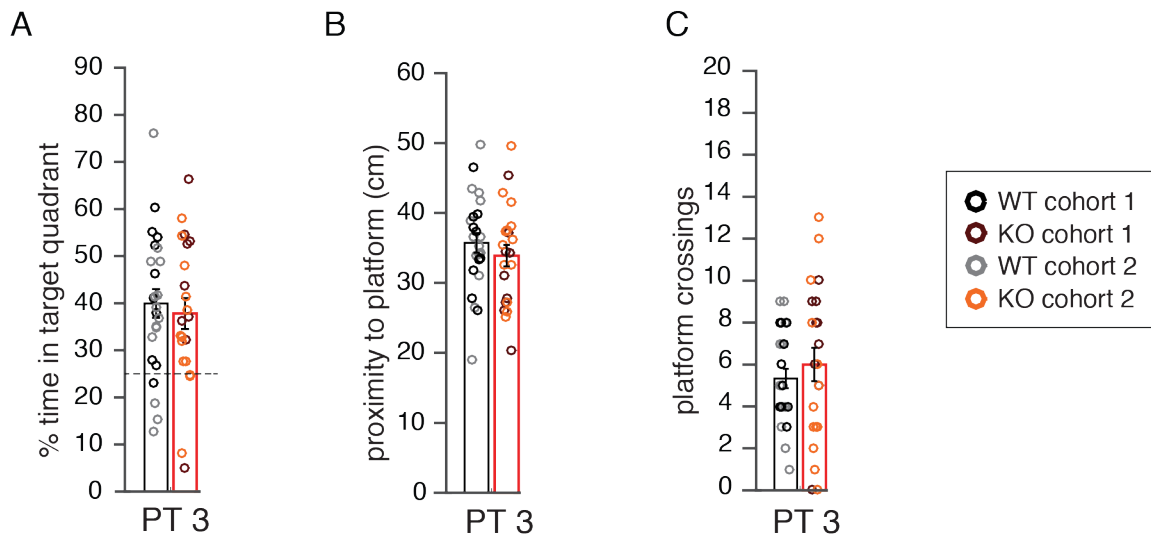 A
B
C
% time in target quadrant
90
80
70
60
50
40
30
20
10
0
PT 3
proximity to platform (cm)
60
50
40
30
20
10
0
PT 3
platform crossings
20
18
16
14
12
10
8
6
4
2
0
PT 3
WT cohort 1
KO cohort 1
WT cohort 2
KO cohort 2